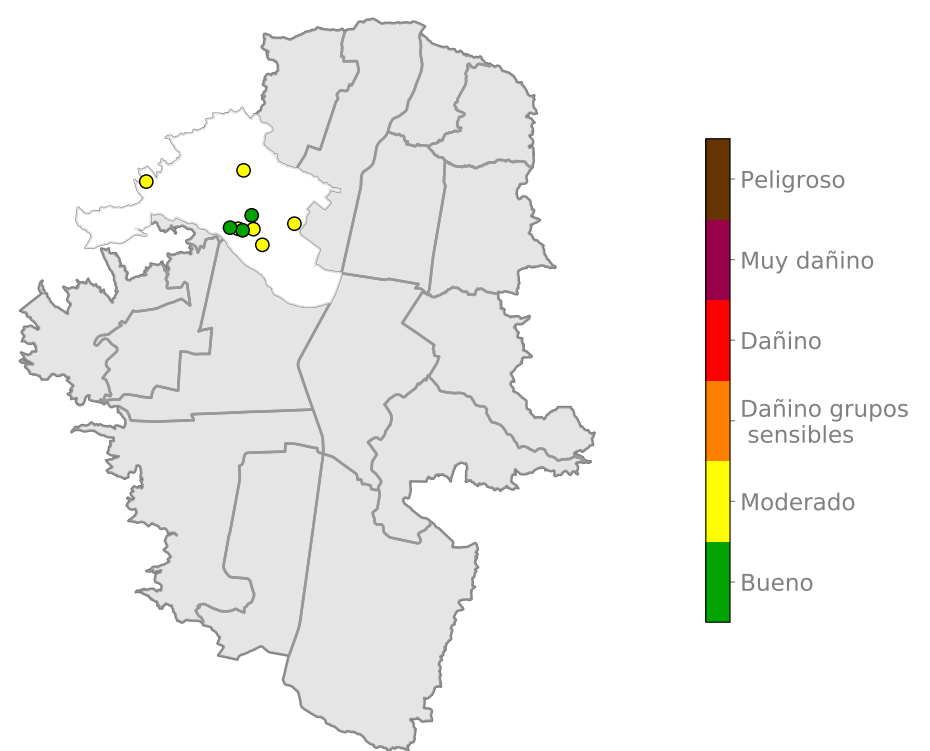 Peligroso
Muy dañino
Dañino
Dañino grupos
sensibles
Moderado
Bueno